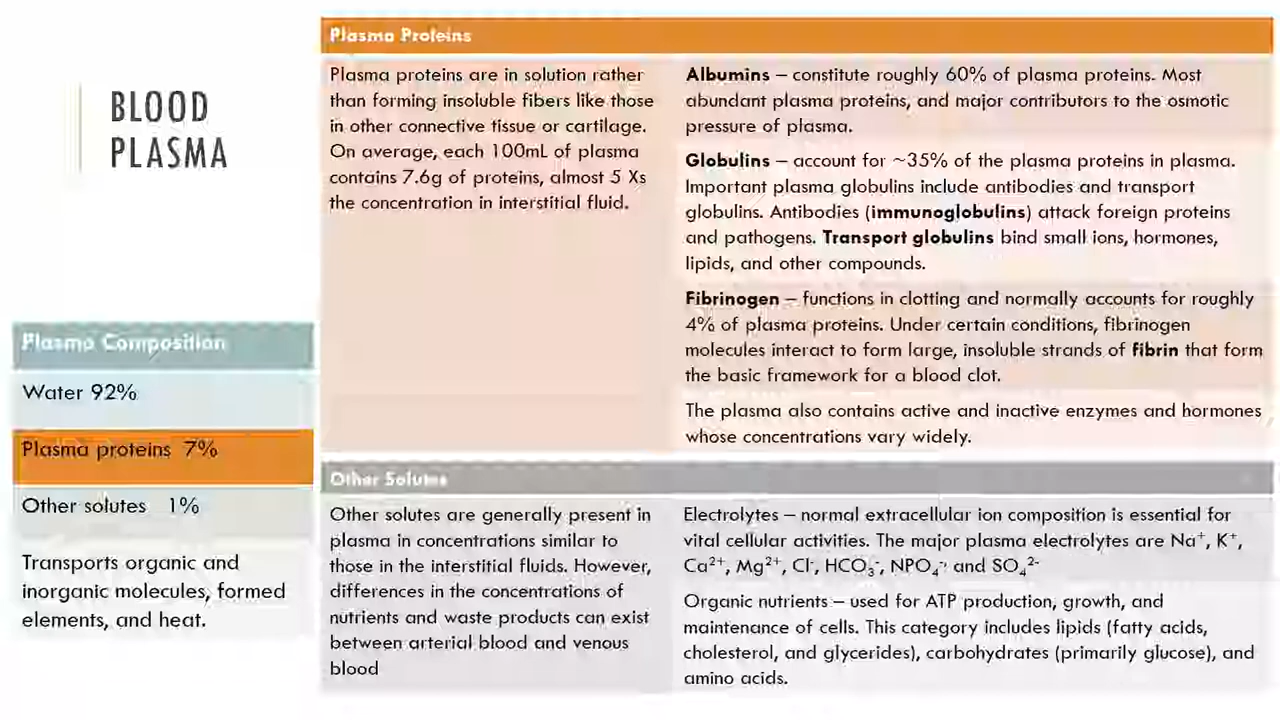 BLOOD
PLASMA
Plasma Composition
Water 92%
Plasma proteins 7%
Other solutes 1%
Transports organic and
inorganic molecules, formed
elements, and heat.
Plasma Proteins
Plasma proteins are in solution rather
than forming insoluble fibers like those
in other connective tissue or cartilage.
On average, each 100mL of plasma
contains 7.6g of proteins, almost 5 Xs
the concentration in interstitial fluid.
Albumins – constitute roughly 60% of plasma proteins. Most
abundant plasma proteins, and major contributors to the osmotic
pressure of plasma.
Globulins – account for ~35% of the plasma proteins in plasma.
Important plasma globulins include antibodies and transport
globulins. Antibodies (immunoglobulins) attack foreign proteins
and pathogens. Transport globulins bind small ions, hormones,
lipids, and other compounds.
Fibrinogen – functions in clotting and normally accounts for roughly
4% of plasma proteins. Under certain conditions, fibrinogen
molecules interact to form large, insoluble strands of fibrin that form
the basic framework for a blood clot.
The plasma also contains active and inactive enzymes and hormones
whose concentrations vary widely.
Other Solutes
Other solutes are generally present in
plasma in concentrations similar to
those in the interstitial fluids. However,
differences in the concentrations of
nutrients and waste products can exist
between arterial blood and venous
blood
Electrolytes – normal extracellular ion composition is essential for
vital cellular activities. The major plasma electrolytes are Na⁺, K⁺,
Ca²⁺, Mg²⁺, Cl⁻, HCO₃⁻, NPO₄⁻, and SO₄²⁻
Organic nutrients – used for ATP production, growth, and
maintenance of cells. This category includes lipids (fatty acids,
cholesterol, and glycerides), carbohydrates (primarily glucose), and
amino acids.